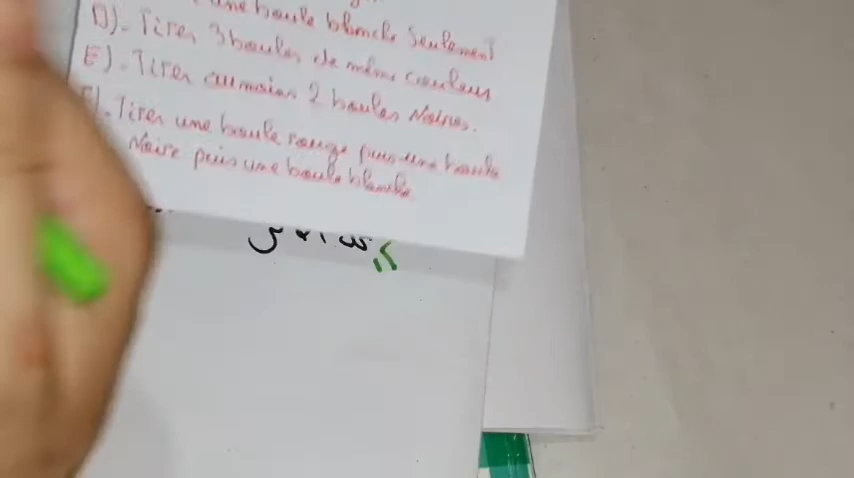 une boule blanche seulement
D)- Tirer 3 boules de même couleur
E)- Tirer au moins 2 boules Noires.
F)- Tirer une boule rouge puis une boule
Noire puis une boule blanche.